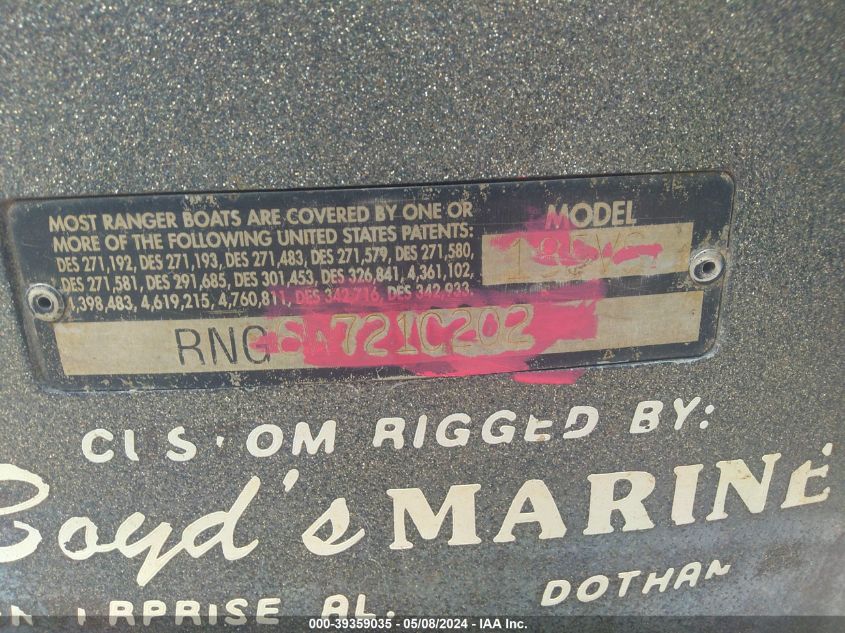 MOST RANGER BOATS ARE COVERED BY ONE OR
MORE OF THE FOLLOWING UNITED STATES PATENTS:
DES 271,192, DES 271,193, DES 271,483, DES 271,579, DES 271,580,
DES 271,581, DES 291,685, DES 301,453, DES 326,841, 4,361,102,
4,398,483, 4,619,215, 4,760,811, DES 342,716, DES 342,933
MODEL
RNG 721C202
CUSTOM RIGGED BY:
Boyd's MARINE
RPRISE AL. DOTHAN
000-39359035 - 05/08/2024 - IAA Inc.